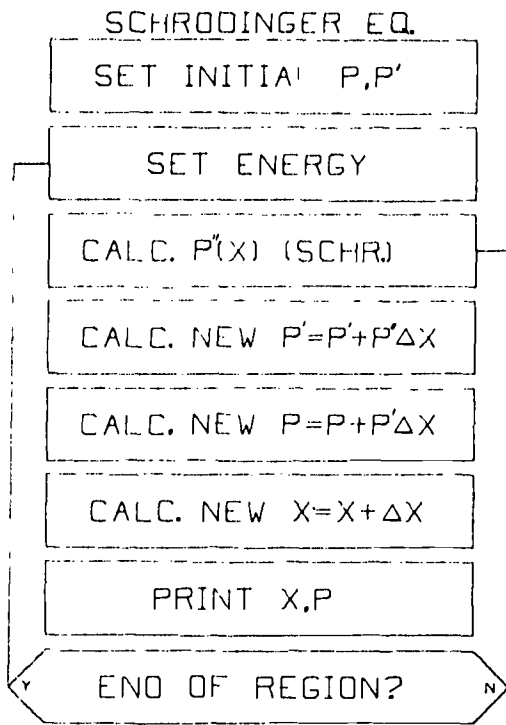 SCHRODINGER EQ.
SET INITIAL P,P'
SET ENERGY
CALC. P"(X) (SCHR.)
CALC. NEW P'=P'+P"ΔX
CALC. NEW P=P+P'ΔX
CALC. NEW X=X+ΔX
PRINT X,P
Y END OF REGION? N